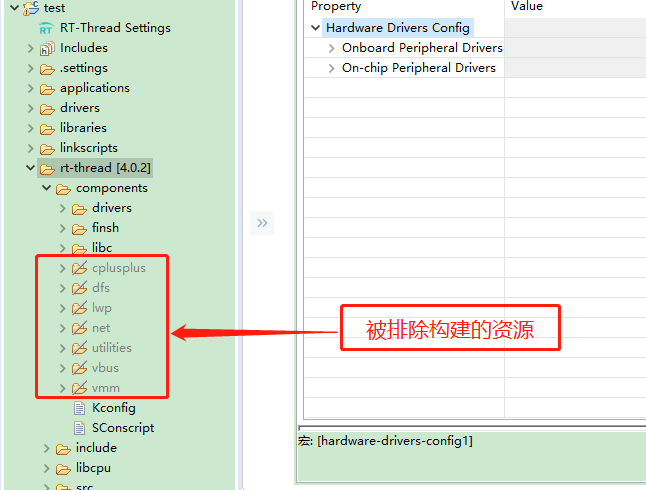 test
RT-Thread Settings
Includes
.settings
applications
drivers
libraries
linkscripts
rt-thread [4.0.2]
components
drivers
finsh
libc
cplusplus
dfs
lwp
net
utilities
vbus
vmm
Kconfig
SConscript
include
libcpu
src
»
Property Value
Hardware Drivers Config
Onboard Peripheral Drivers
On-chip Peripheral Drivers
被排除构建的资源
宏: [hardware-drivers-config1]